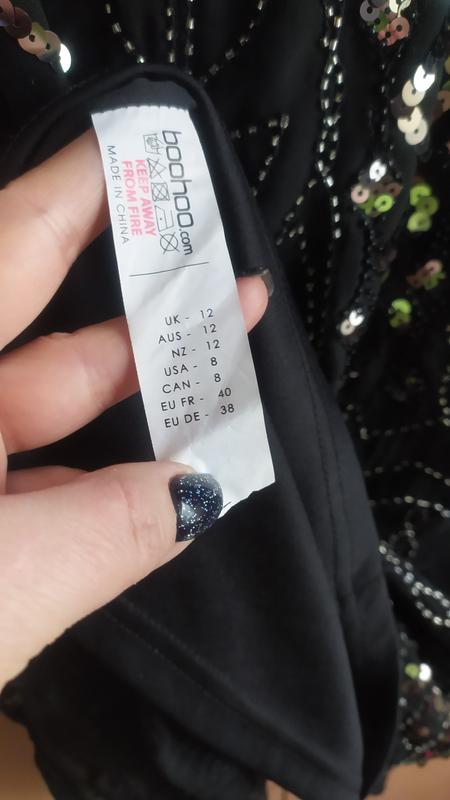 boohoo.com
KEEP AWAY
FROM FIRE
MADE IN CHINA
UK - 12
AUS - 12
NZ - 12
USA - 8
CAN - 8
EU FR - 40
EU DE - 38